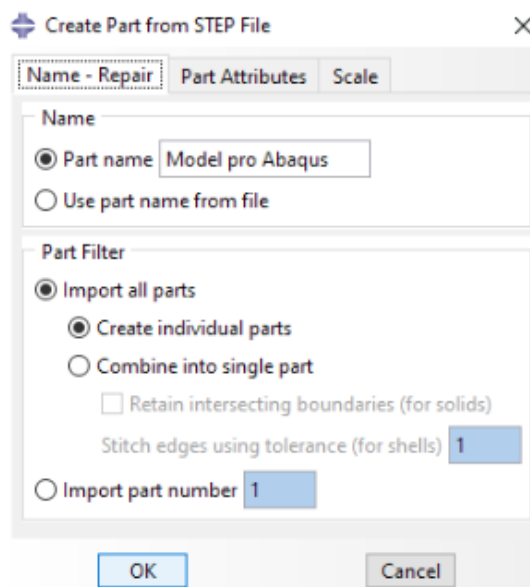 Create Part from STEP File
Name - Repair Part Attributes Scale
Name
Part name Model pro Abaqus
Use part name from file
Part Filter
Import all parts
Create individual parts
Combine into single part
Retain intersecting boundaries (for solids)
Stitch edges using tolerance (for shells) 1
Import part number 1
OK Cancel